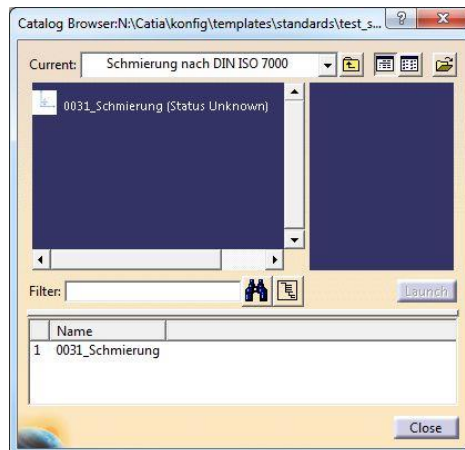 Catalog Browser:N:\Catia\konfig\templates\standards\test_s...
Current: Schmierung nach DIN ISO 7000
0031_Schmierung (Status Unknown)
Filter:
Launch
Name
1 0031_Schmierung
Close